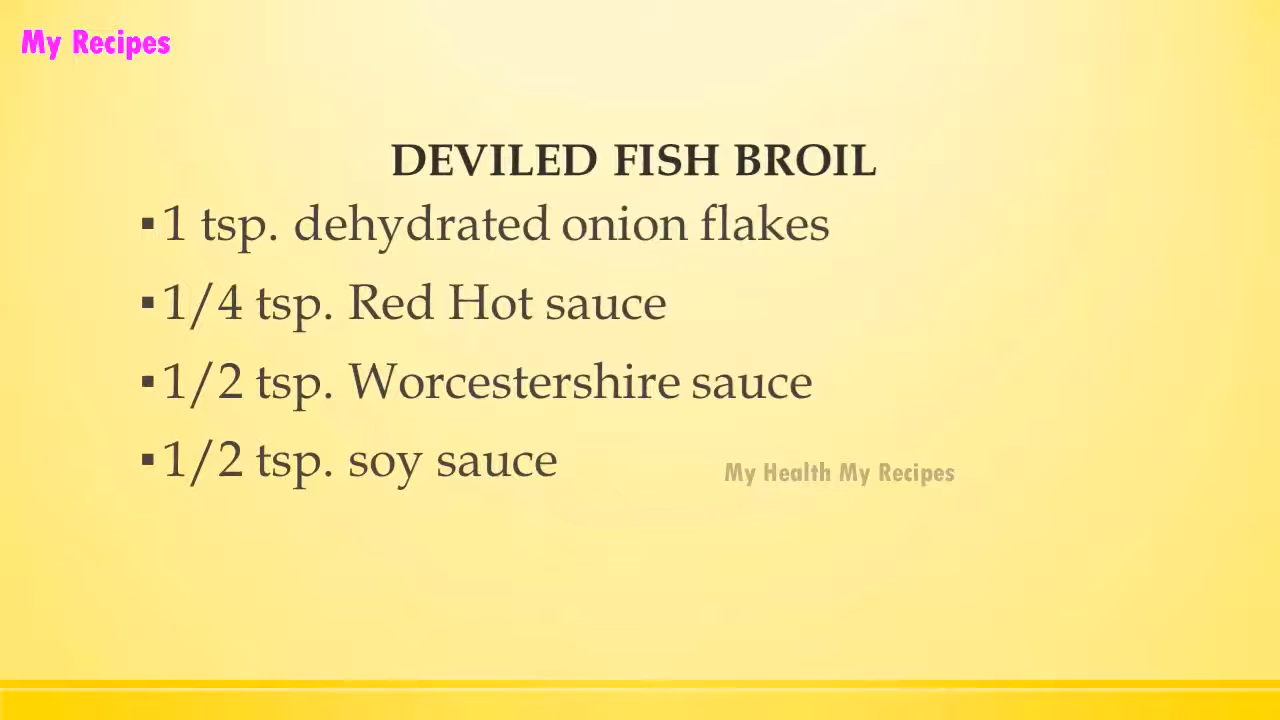 My Recipes
DEVILED FISH BROIL
▪1 tsp. dehydrated onion flakes
▪1/4 tsp. Red Hot sauce
▪1/2 tsp. Worcestershire sauce
▪1/2 tsp. soy sauce
My Health My Recipes